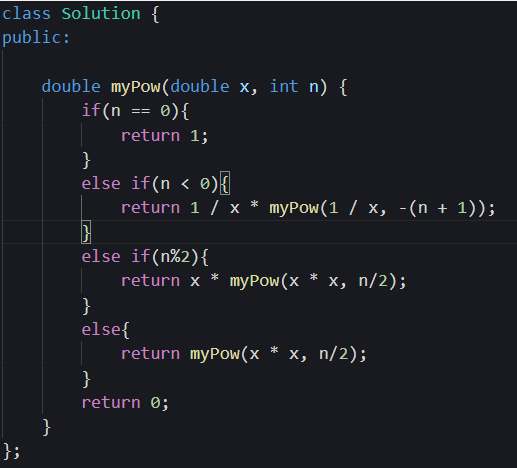 class Solution {
public:
double myPow(double x, int n) {
if(n == 0){
return 1;
}
else if(n < 0){
return 1 / x * myPow(1 / x, -(n + 1));
}
else if(n%2){
return x * myPow(x * x, n/2);
}
else{
return myPow(x * x, n/2);
}
return 0;
}
};